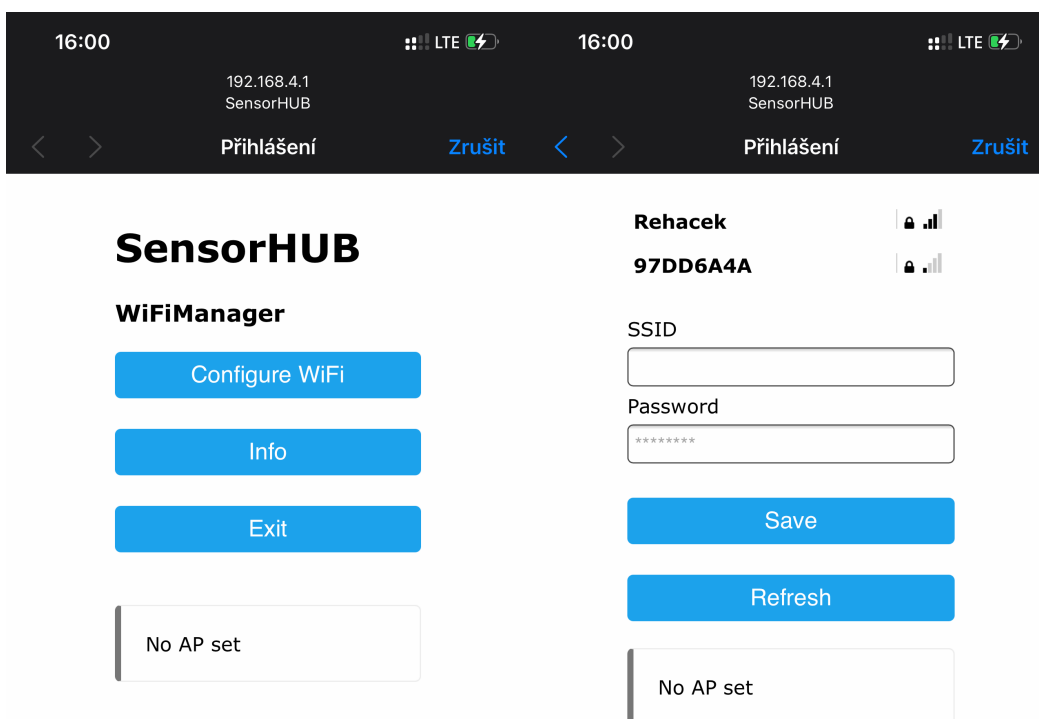 16:00
LTE
192.168.4.1
SensorHUB
Přihlášení
Zrušit
SensorHUB
WiFiManager
Configure WiFi
Info
Exit
No AP set
16:00
LTE
192.168.4.1
SensorHUB
Přihlášení
Zrušit
Rehacek
97DD6A4A
SSID
Password
********
Save
Refresh
No AP set